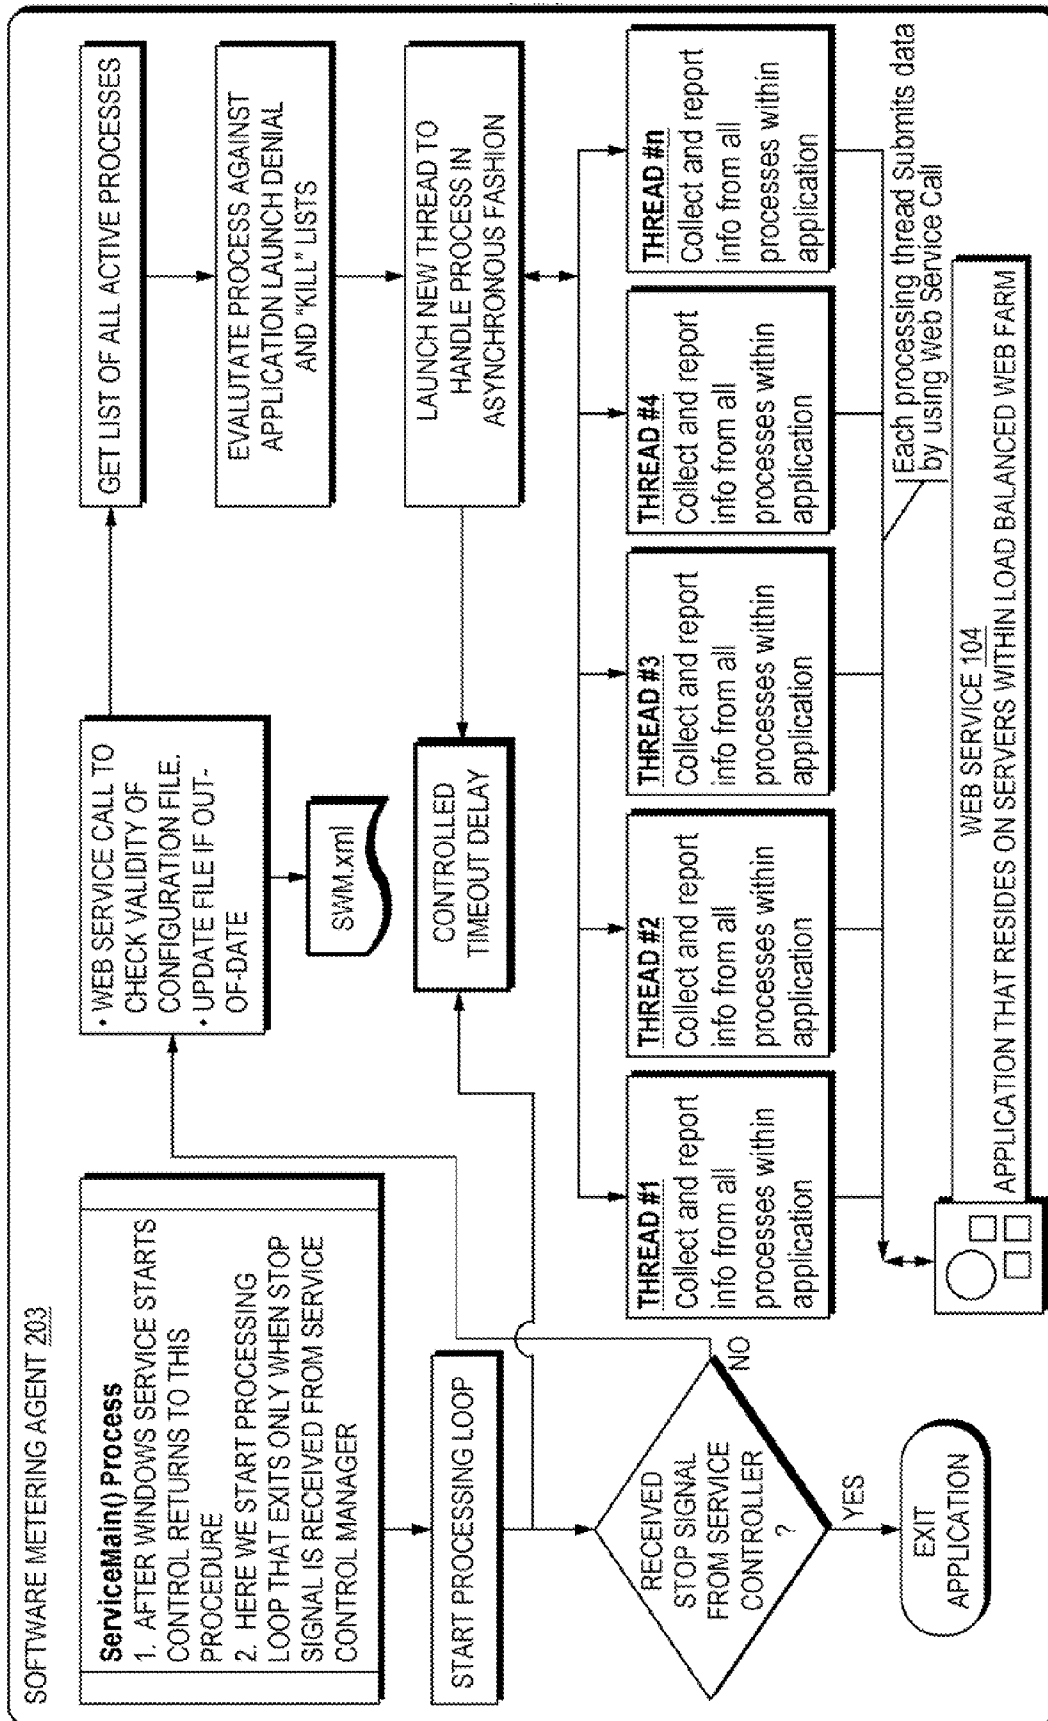 SOFTWARE METERING AGENT 203
ServiceMain() Process
1. AFTER WINDOWS SERVICE STARTS
CONTROL RETURNS TO THIS
PROCEDURE
2. HERE WE START PROCESSING
LOOP THAT EXITS ONLY WHEN STOP
SIGNAL IS RECEIVED FROM SERVICE
CONTROL MANAGER
START PROCESSING LOOP
RECEIVED
STOP SIGNAL
FROM SERVICE
CONTROLLER
?
NO
YES
EXIT
APPLICATION
• WEB SERVICE CALL TO
CHECK VALIDITY OF
CONFIGURATION FILE.
• UPDATE FILE IF OUT-
OF-DATE
SWM.xml
CONTROLLED
TIMEOUT DELAY
GET LIST OF ALL ACTIVE PROCESSES
EVALUTATE PROCESS AGAINST
APPLICATION LAUNCH DENIAL
AND "KILL" LISTS
LAUNCH NEW THREAD TO
HANDLE PROCESS IN
ASYNCHRONOUS FASHION
THREAD #1
Collect and report
info from all
processes within
application
THREAD #2
Collect and report
info from all
processes within
application
THREAD #3
Collect and report
info from all
processes within
application
THREAD #4
Collect and report
info from all
processes within
application
THREAD #n
Collect and report
info from all
processes within
application
Each processing thread submits data
by using Web Service Call
WEB SERVICE 104
APPLICATION THAT RESIDES ON SERVERS WITHIN LOAD BALANCED WEB FARM